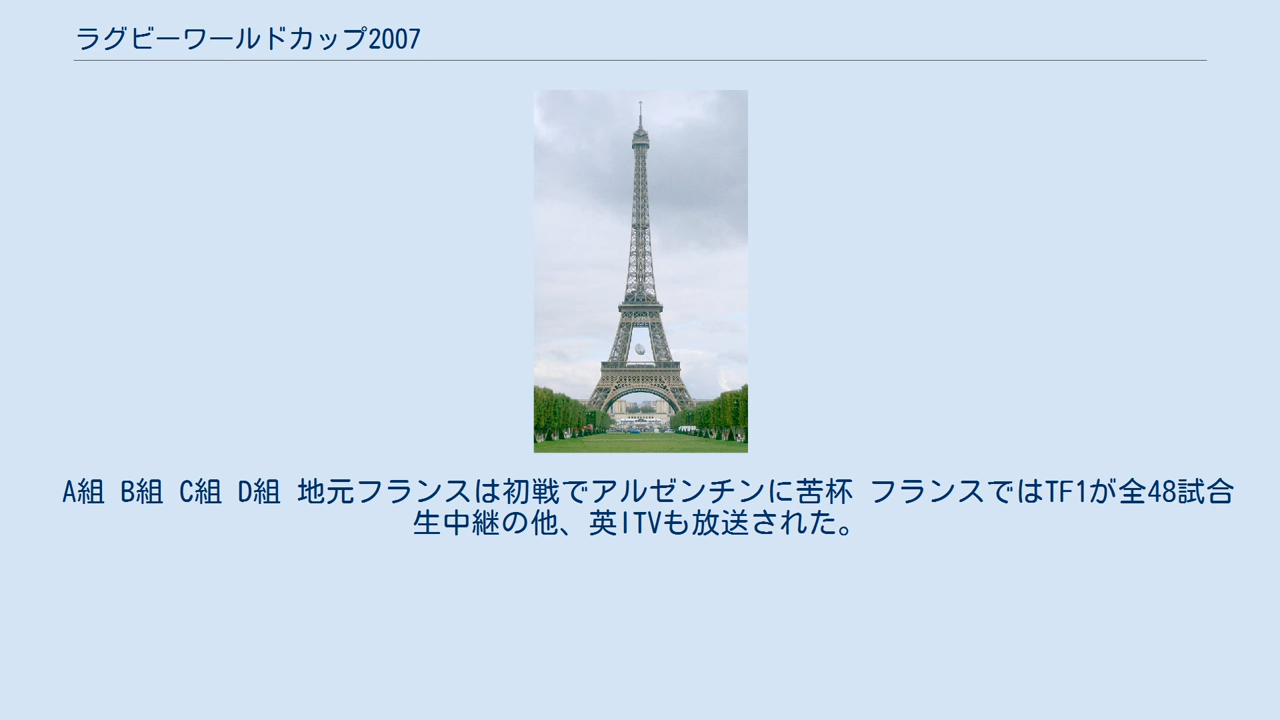 ラグビーワールドカップ2007
A組 B組 C組 D組 地元フランスは初戦でアルゼンチンに苦杯 フランスではTF1が全48試合
生中継の他、英ITVも放送された。